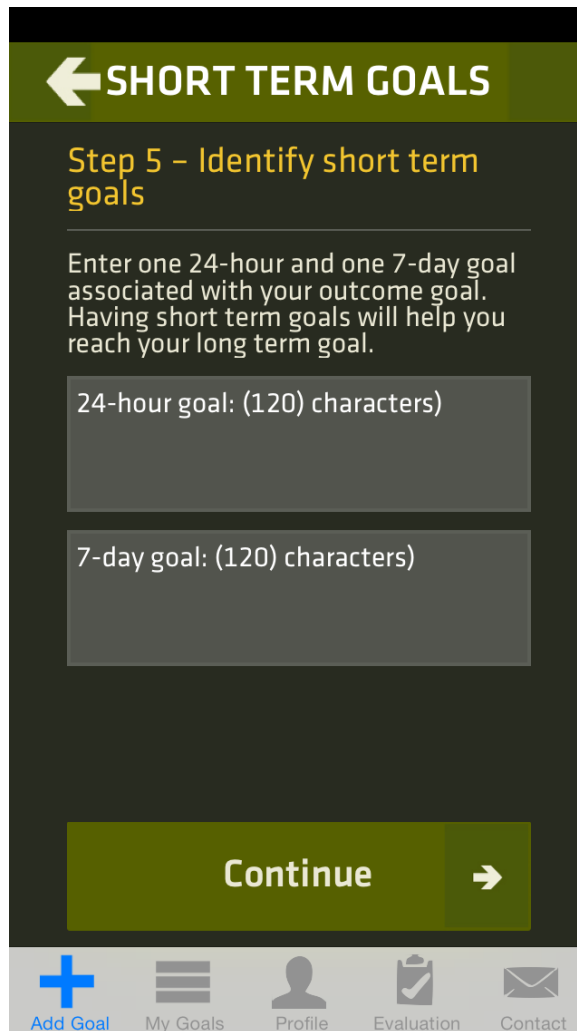 SHORT TERM GOALS
Step 5 – Identify short term
goals
Enter one 24-hour and one 7-day goal
associated with your outcome goal.
Having short term goals will help you
reach your long term goal.
24-hour goal: (120) characters)
7-day goal: (120) characters)
Continue
Add Goal My Goals Profile Evaluation Contact